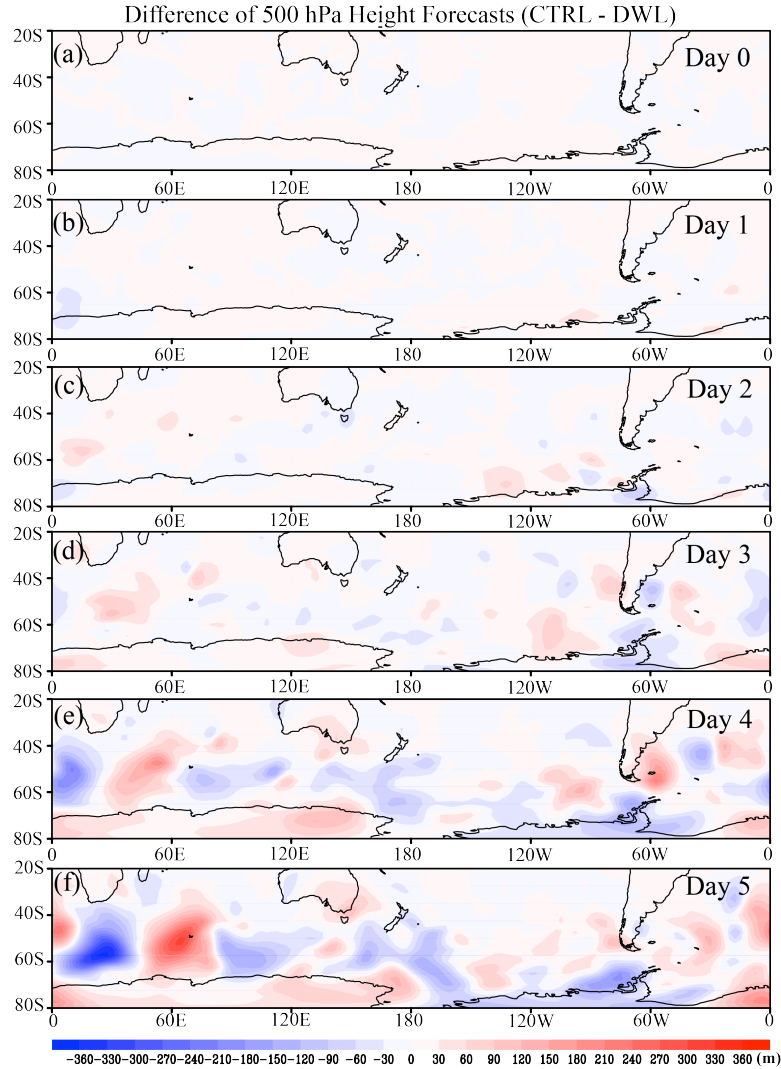 Difference of 500 hPa Height Forecasts (CTRL - DWL)
20S
(a)
Day 0
40S
60S
80S
0 60E 120E 180 120W 60W 0
20S
(b)
Day 1
40S
60S
80S
0 60E 120E 180 120W 60W 0
20S
(c)
Day 2
40S
60S
80S
0 60E 120E 180 120W 60W 0
20S
(d)
Day 3
40S
60S
80S
0 60E 120E 180 120W 60W 0
20S
(e)
Day 4
40S
60S
80S
0 60E 120E 180 120W 60W 0
20S
(f)
Day 5
40S
60S
80S
0 60E 120E 180 120W 60W 0
-360 -330 -300 -270 -240 -210 -180 -150 -120 -90 -60 -30 0 30 60 90 120 150 180 210 240 270 300 330 360 (m)